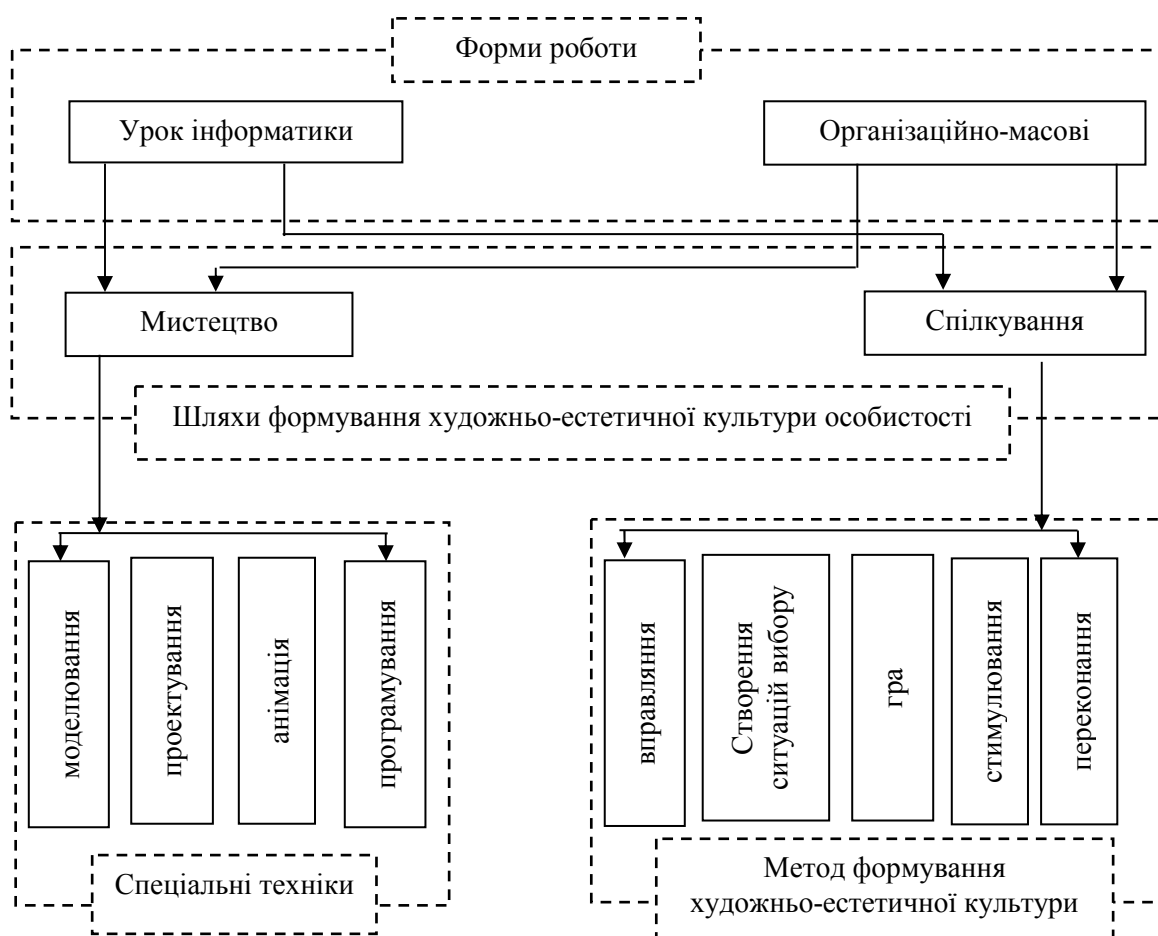 Форми роботи
Урок інформатики
Організаційно-масові
Мистецтво
Спілкування
Шляхи формування художньо-естетичної культури особистості
моделювання
проектування
анімація
програмування
вправляння
Створення
ситуацій вибору
гра
стимулювання
переконання
Спеціальні техніки
Метод формування
художньо-естетичної культури